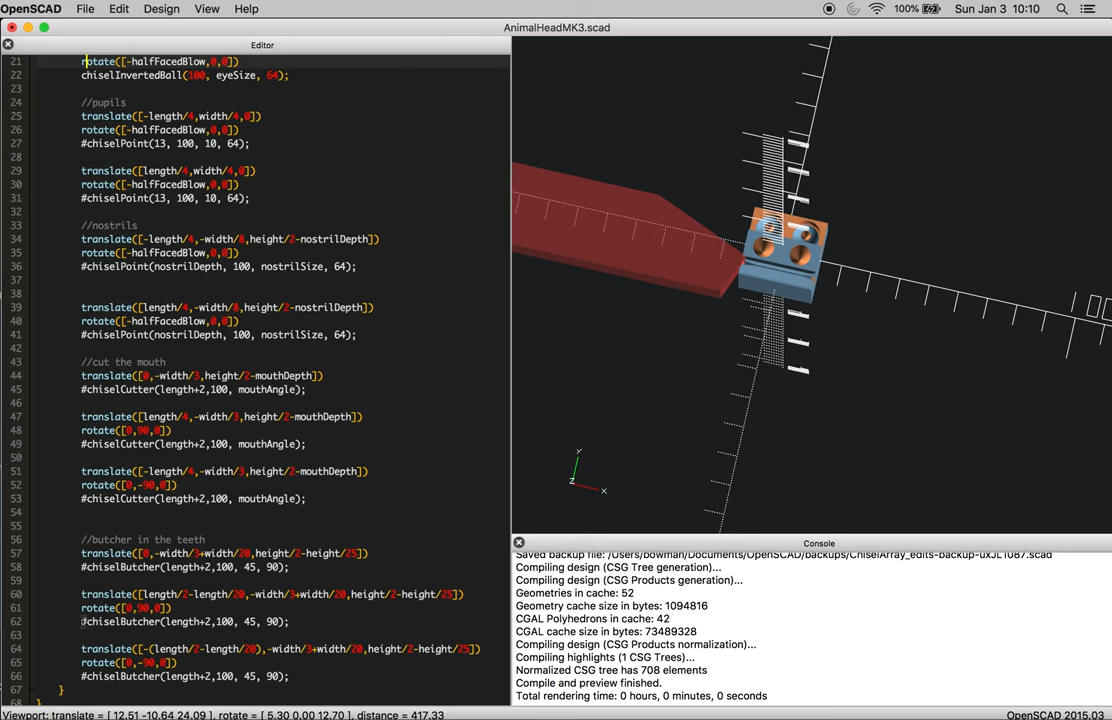 OpenSCAD File Edit Design View Help 100% Sun Jan 3 10:10
AnimalHeadMK3.scad
Editor
21 rotate([-halfFacedBlow,0,0])
22 chiselInvertedBall(100, eyeSize, 64);
23
24 //pupils
25 translate([-length/4,width/4,0])
26 rotate([-halfFacedBlow,0,0])
27 #chiselPoint(13, 100, 10, 64);
28
29 translate([length/4,width/4,0])
30 rotate([-halfFacedBlow,0,0])
31 #chiselPoint(13, 100, 10, 64);
32
33 //nostrils
34 translate([-length/4,-width/8,height/2-nostrilDepth])
35 rotate([-halfFacedBlow,0,0])
36 #chiselPoint(nostrilDepth, 100, nostrilSize, 64);
37
38
39 translate([length/4,-width/8,height/2-nostrilDepth])
40 rotate([-halfFacedBlow,0,0])
41 #chiselPoint(nostrilDepth, 100, nostrilSize, 64);
42
43 //cut the mouth
44 translate([0,-width/3,height/2-mouthDepth])
45 #chiselCutter(length+2,100, mouthAngle);
46
47 translate([length/4,-width/3,height/2-mouthDepth])
48 rotate([0,90,0])
49 #chiselCutter(length+2,100, mouthAngle);
50
51 translate([-length/4,-width/3,height/2-mouthDepth])
52 rotate([0,-90,0])
53 #chiselCutter(length+2,100, mouthAngle);
54
55
56 //butcher in the teeth
57 translate([0,-width/3+width/20,height/2-height/25])
58 #chiselButcher(length+2,100, 45, 90);
59
60 translate([length/2-length/20,-width/3+width/20,height/2-height/25])
61 rotate([0,90,0])
62 #chiselButcher(length+2,100, 45, 90);
63
64 translate([-(length/2-length/20),-width/3+width/20,height/2-height/25])
65 rotate([0,-90,0])
66 #chiselButcher(length+2,100, 45, 90);
67 }
68 }
Y
Z
X
Console
Saved backup file: /Users/bowman/Documents/OpenSCAD/backups/ChiselArray_edits-backup-uxJL1087.scad
Compiling design (CSG Tree generation)...
Compiling design (CSG Products generation)...
Geometries in cache: 52
Geometry cache size in bytes: 1094816
CGAL Polyhedrons in cache: 42
CGAL cache size in bytes: 73489328
Compiling design (CSG Products normalization)...
Compiling highlights (1 CSG Trees)...
Normalized CSG tree has 708 elements
Compile and preview finished.
Total rendering time: 0 hours, 0 minutes, 0 seconds
Viewport: translate = [ 12.51 -10.64 24.09 ], rotate = [ 5.30 0.00 12.70 ], distance = 417.33
OpenSCAD 2015.03